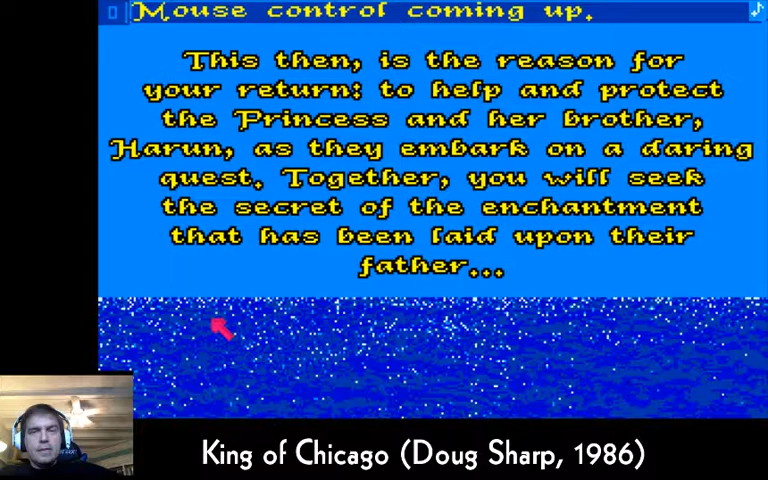 Mouse control coming up.
This then, is the reason for
your return: to help and protect
the Princess and her brother,
Harun, as they embark on a daring
quest. Together, you will seek
the secret of the enchantment
that has been laid upon their
father...
King of Chicago (Doug Sharp, 1986)